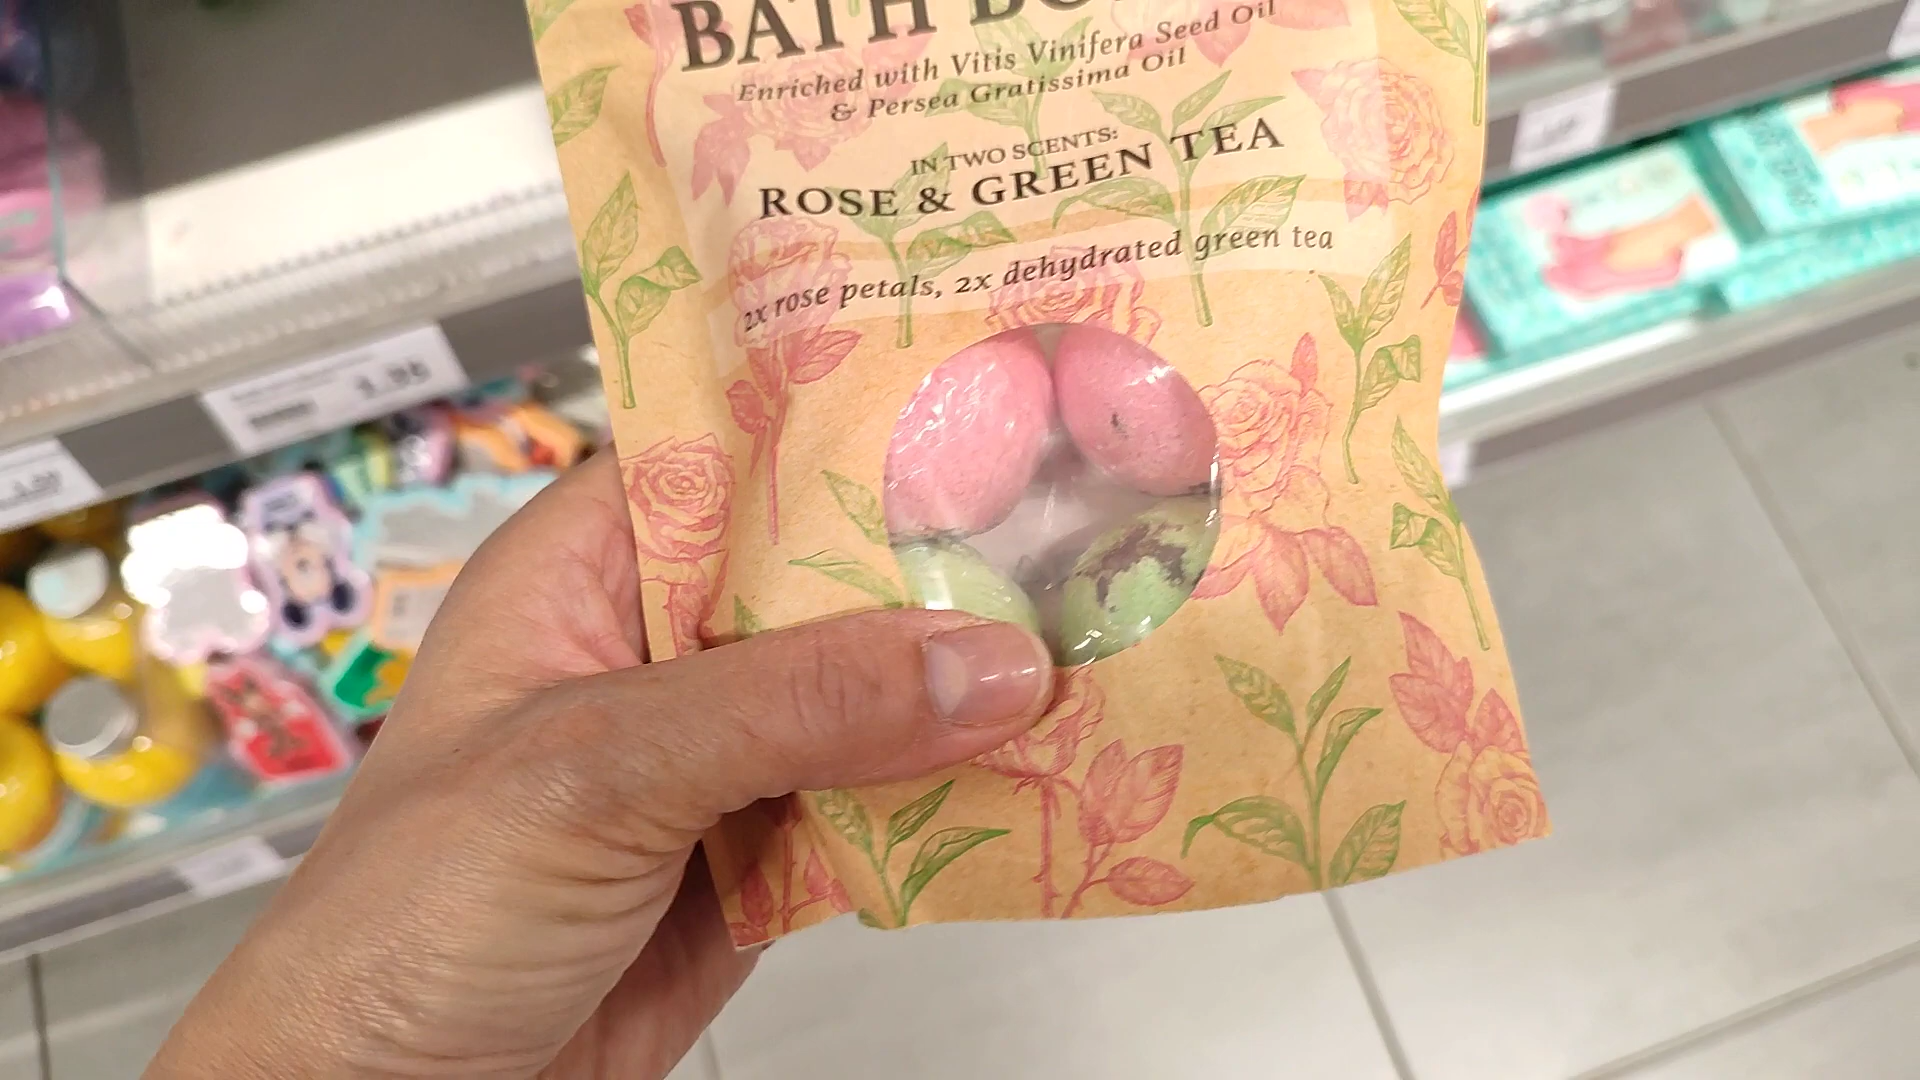 BATH
Enriched with Vitis Vinifera Seed Oil
& Persea Gratissima Oil
IN TWO SCENTS:
ROSE & GREEN TEA
2x rose petals, 2x dehydrated green tea